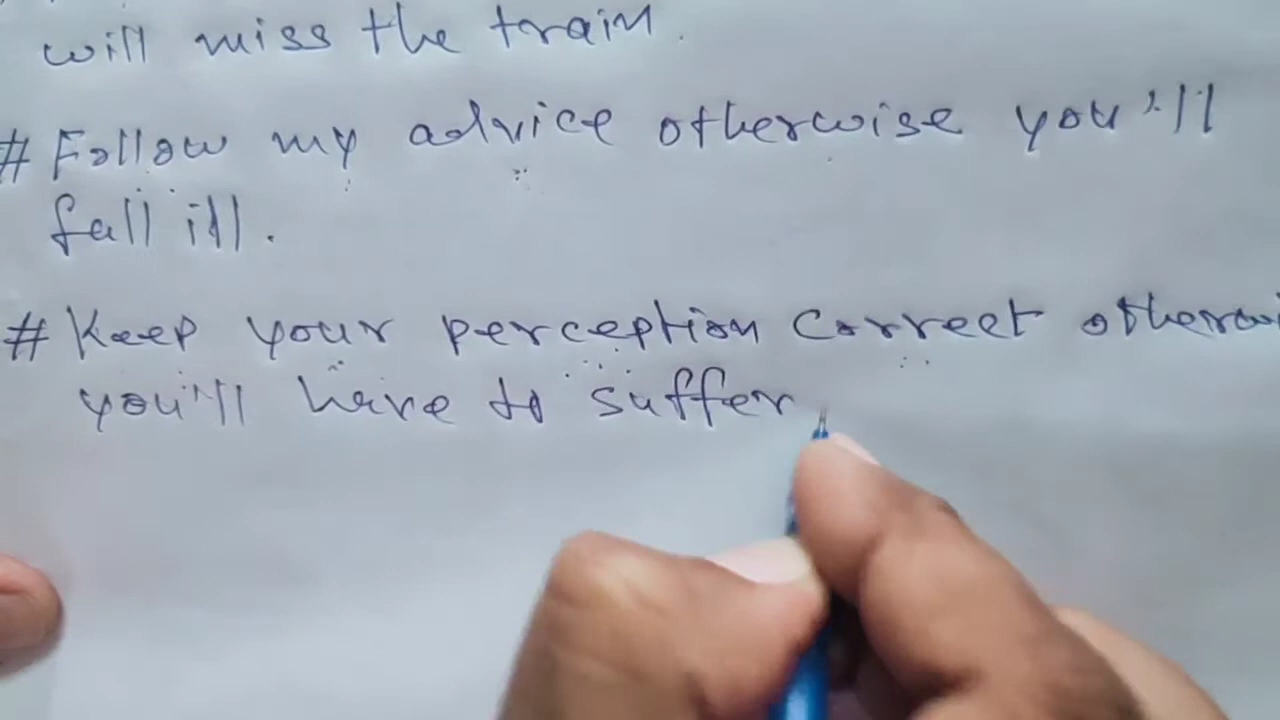 will miss the train.
# Follow my advice otherwise you'll
fall ill.
# Keep your perception correct otherwi
you'll have to suffer.